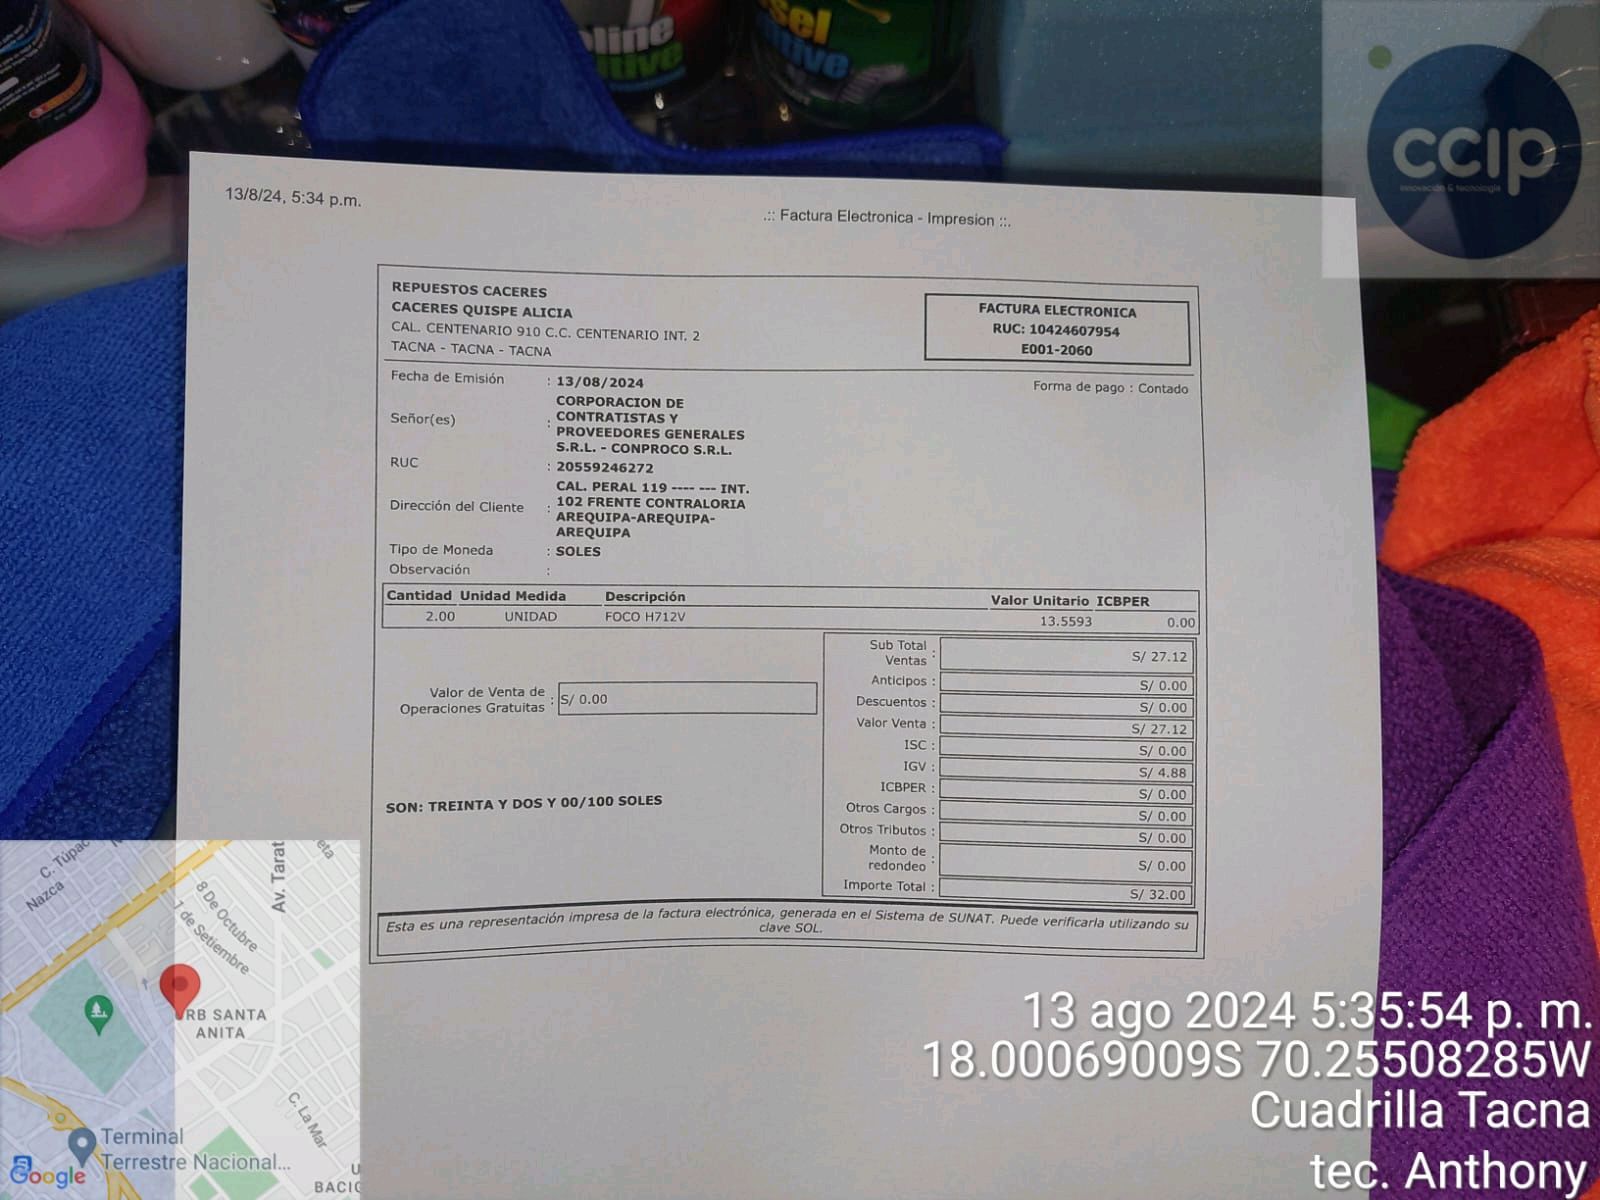 oline
itive
sel
itive
ccip
innovación & tecnología
13/8/24, 5:34 p.m.
.:: Factura Electronica - Impresion ::.
REPUESTOS CACERES
CACERES QUISPE ALICIA
CAL. CENTENARIO 910 C.C. CENTENARIO INT. 2
TACNA - TACNA - TACNA
FACTURA ELECTRONICA
RUC: 10424607954
E001-2060
Fecha de Emisión : 13/08/2024
Forma de pago : Contado
Señor(es) : CORPORACION DE
CONTRATISTAS Y
PROVEEDORES GENERALES
S.R.L. - CONPROCO S.R.L.
RUC : 20559246272
Dirección del Cliente : CAL. PERAL 119 ---- --- INT.
102 FRENTE CONTRALORIA
AREQUIPA-AREQUIPA-
AREQUIPA
Tipo de Moneda : SOLES
Observación :
Cantidad Unidad Medida Descripción Valor Unitario ICBPER
2.00 UNIDAD FOCO H712V 13.5593 0.00
Valor de Venta de
Operaciones Gratuitas : S/ 0.00
SON: TREINTA Y DOS Y 00/100 SOLES
Sub Total
Ventas : S/ 27.12
Anticipos : S/ 0.00
Descuentos : S/ 0.00
Valor Venta : S/ 27.12
ISC : S/ 0.00
IGV : S/ 4.88
ICBPER : S/ 0.00
Otros Cargos : S/ 0.00
Otros Tributos : S/ 0.00
Monto de
redondeo : S/ 0.00
Importe Total : S/ 32.00
Esta es una representación impresa de la factura electrónica, generada en el Sistema de SUNAT. Puede verificarla utilizando su
clave SOL.
C. Túpac
Nazca
8 De Octubre
1 de Setiembre
Av. Tarat
eta
RB SANTA
ANITA
C. La Mar
Terminal
Terrestre Nacional...
U
BACIG
Google
13 ago 2024 5:35:54 p. m.
18.00069009S 70.25508285W
Cuadrilla Tacna
tec. Anthony